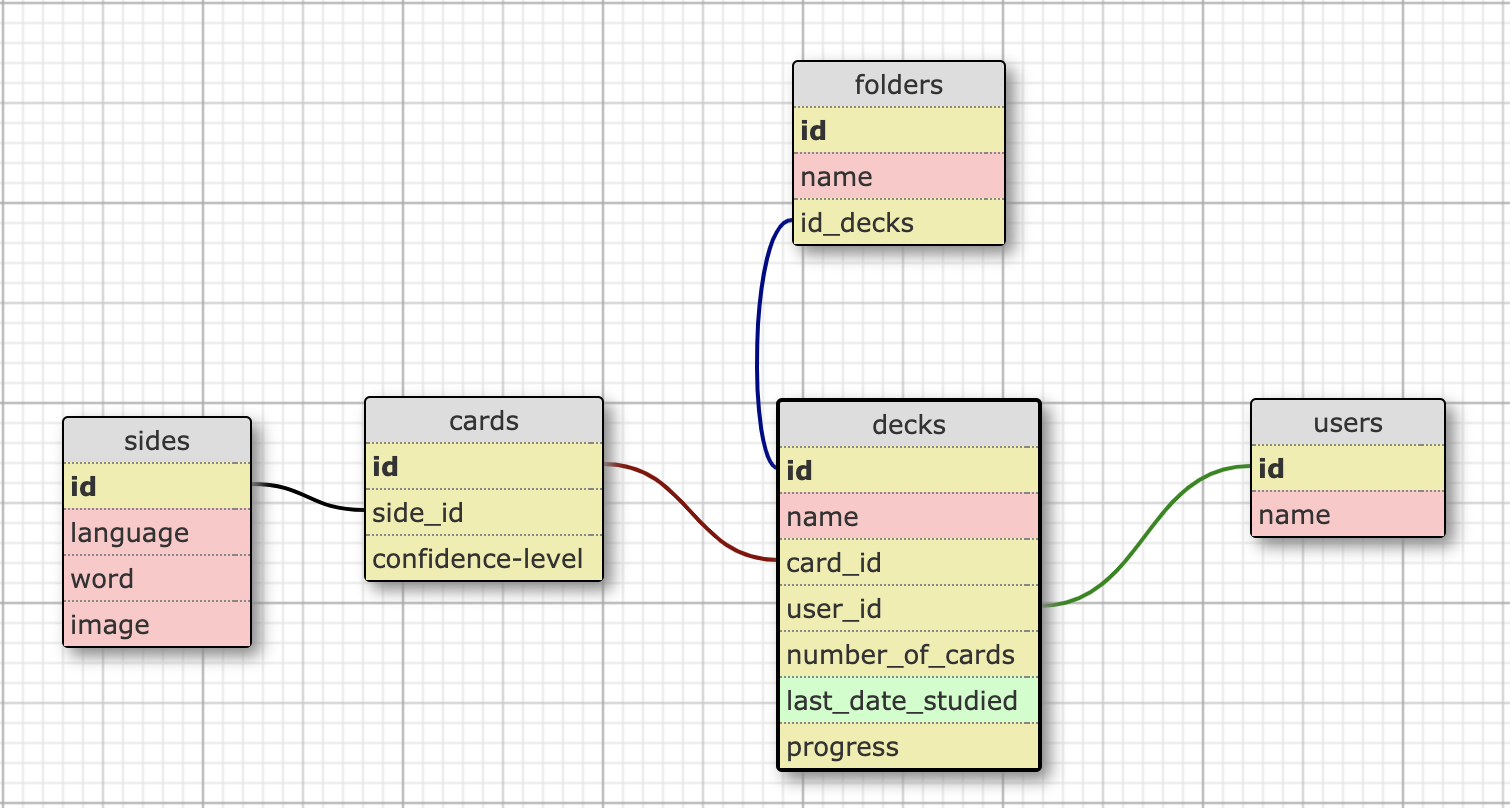 folders
id
name
id_decks
sides
id
language
word
image
cards
id
side_id
confidence-level
decks
id
name
card_id
user_id
number_of_cards
last_date_studied
progress
users
id
name